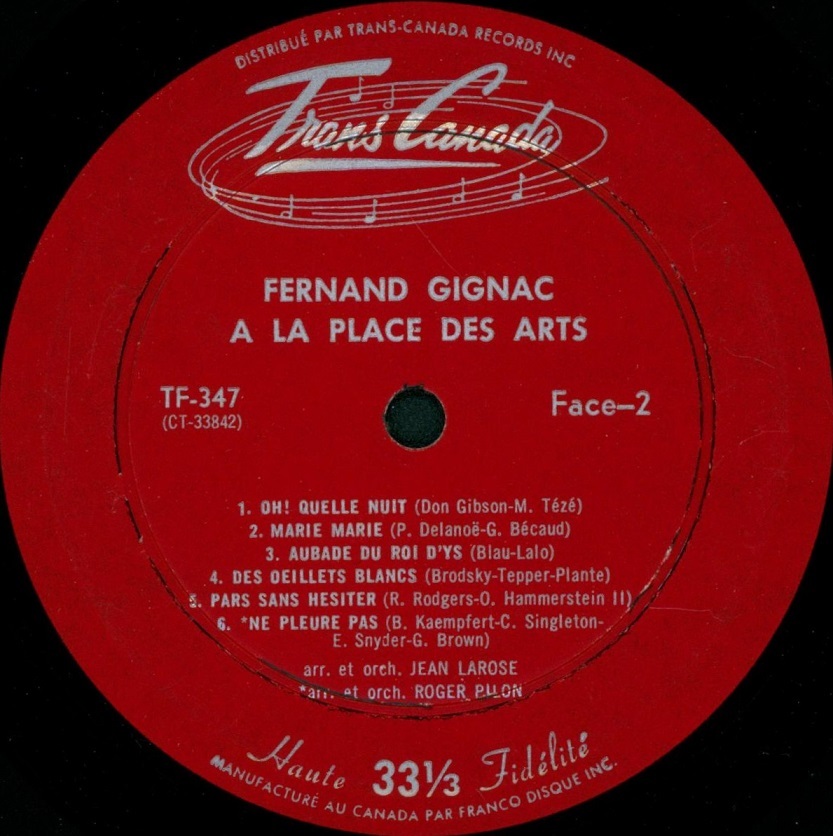 DISTRIBUÉ PAR TRANS-CANADA RECORDS INC
Trans Canada
FERNAND GIGNAC
A LA PLACE DES ARTS
TF-347
(CT-33842)
Face-2
1. OH! QUELLE NUIT (Don Gibson-M. Tézé)
2. MARIE MARIE (P. Delanoë-G. Bécaud)
3. AUBADE DU ROI D'YS (Blau-Lalo)
4. DES OEILLETS BLANCS (Brodsky-Tepper-Plante)
5. PARS SANS HESITER (R. Rodgers-O. Hammerstein II)
6. *NE PLEURE PAS (B. Kaempfert-C. Singleton-
E. Snyder-G. Brown)
arr. et orch. JEAN LAROSE
*arr. et orch. ROGER PILON
Haute 33⅓ Fidélité
MANUFACTURÉ AU CANADA PAR FRANCO DISQUE INC.